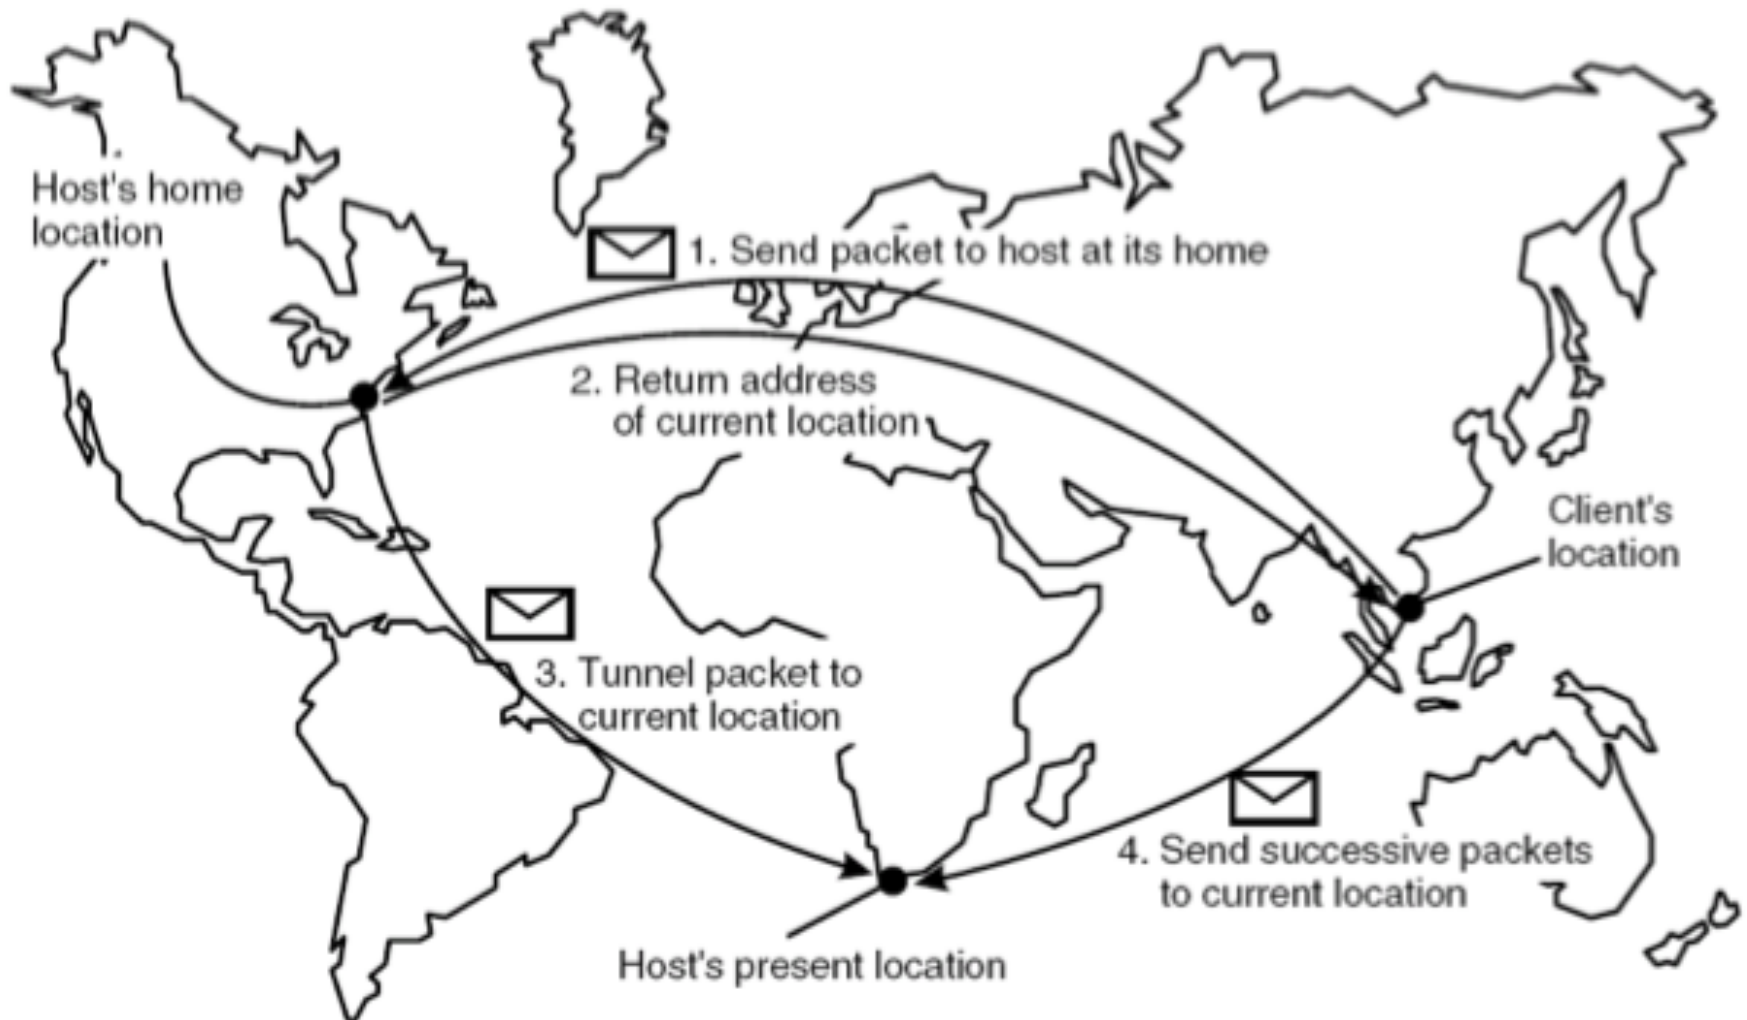 Host's home
location
1. Send packet to host at its home
2. Return address
of current location
Client's
location
3. Tunnel packet to
current location
4. Send successive packets
to current location
Host's present location